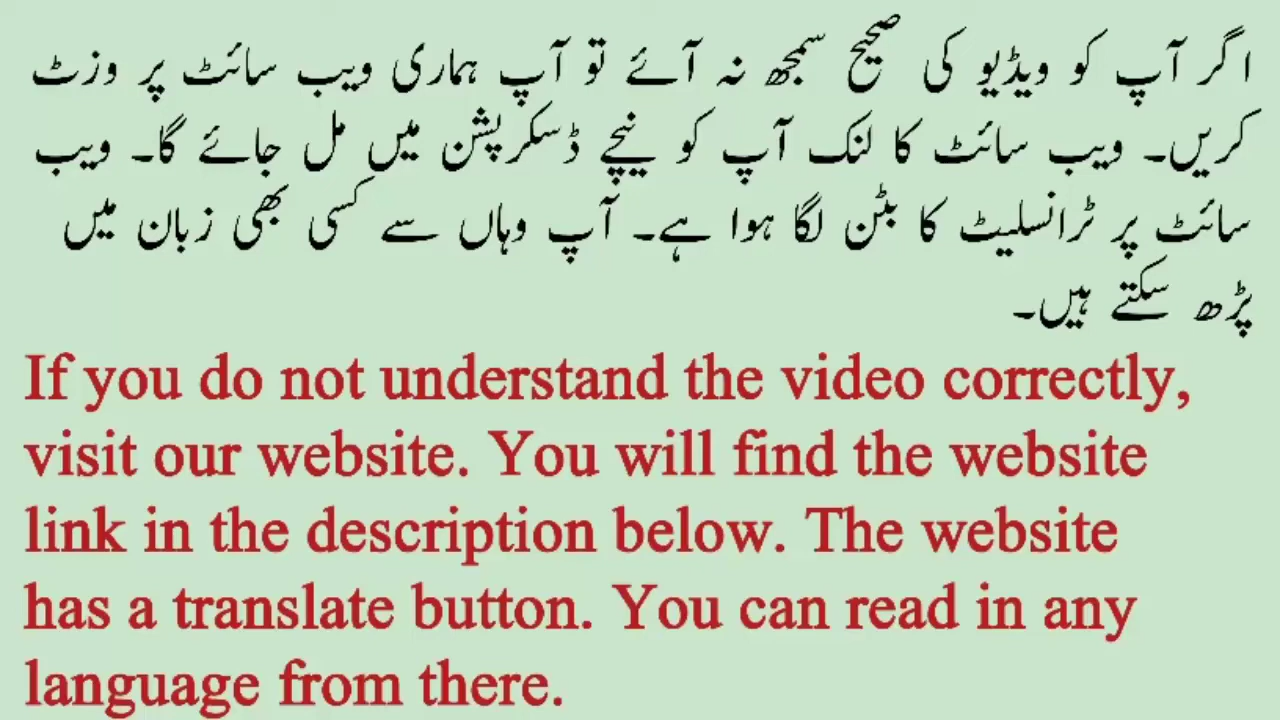 اگر آپ کو ویڈیو کی صحیح سمجھ نہ آئے تو آپ ہماری ویب سائٹ پر وزٹ
کریں۔ ویب سائٹ کا لنک آپ کو نیچے ڈسکرپشن میں مل جائے گا۔ ویب
سائٹ پر ٹرانسلیٹ کا بٹن لگا ہوا ہے۔ آپ وہاں سے کسی بھی زبان میں
پڑھ سکتے ہیں۔
If you do not understand the video correctly,
visit our website. You will find the website
link in the description below. The website
has a translate button. You can read in any
language from there.